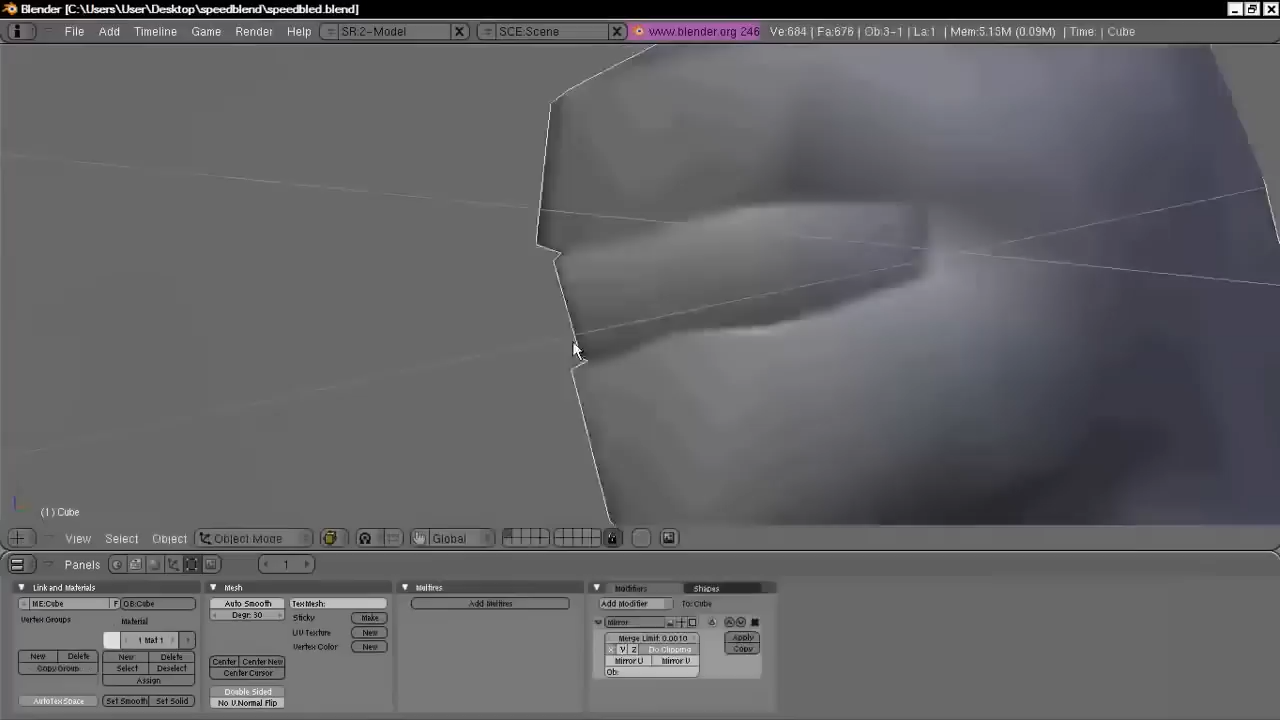 Blender [C:\Users\User\Desktop\speedblend\speedbled.blend]
File Add Timeline Game Render Help SR:2-Model SCE:Scene www.blender.org 246 Ve:684 | Fa:676 | Ob:3-1 | La:1 | Mem:5.15M (0.09M) | Time: | Cube
(1) Cube
View Select Object Object Mode Global
Panels 1
Link and Materials Mesh Multires Modifiers Shapes
ME:Cube F OB:Cube Auto Smooth TexMesh: Add Multires Add Modifier To: Cube
Vertex Groups Material Degr: 30 Sticky Make Mirror
1 Mat 1 UV Texture New Merge Limit: 0.0010 Apply
Vertex Color New X Y Z Do Clipping Copy
New Delete New Delete Center Center New Mirror U Mirror V
Copy Group Select Deselect Center Cursor Ob:
Assign
AutoTexSpace Set Smooth Set Solid Double Sided
No V.Normal Flip